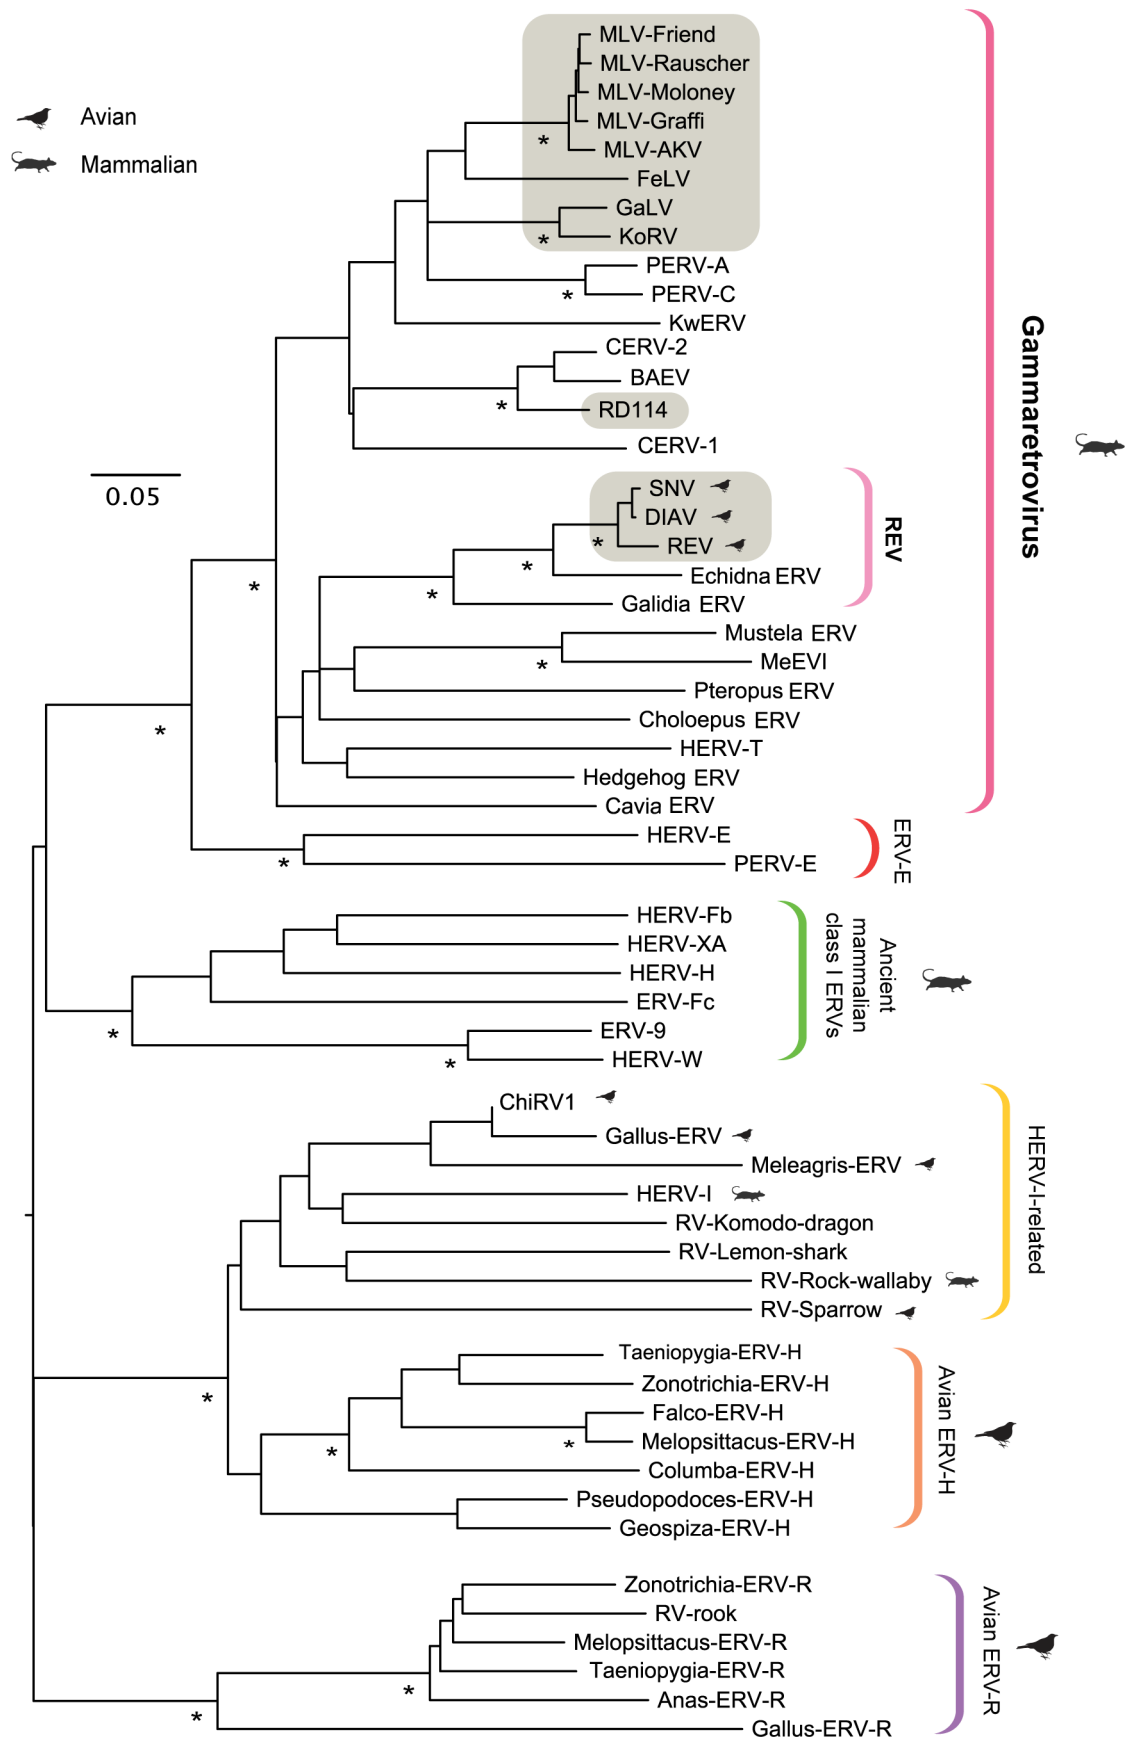 Avian
Mammalian
0.05
MLV-Friend
MLV-Rauscher
MLV-Moloney
MLV-Graffi
MLV-AKV
FeLV
GaLV
KoRV
PERV-A
PERV-C
KwERV
CERV-2
BAEV
RD114
CERV-1
SNV
DIAV
REV
Echidna ERV
Galidia ERV
Mustela ERV
MeEVI
Pteropus ERV
Choloepus ERV
HERV-T
Hedgehog ERV
Cavia ERV
HERV-E
PERV-E
HERV-Fb
HERV-XA
HERV-H
ERV-Fc
ERV-9
HERV-W
ChiRV1
Gallus-ERV
Meleagris-ERV
HERV-I
RV-Komodo-dragon
RV-Lemon-shark
RV-Rock-wallaby
RV-Sparrow
Taeniopygia-ERV-H
Zonotrichia-ERV-H
Falco-ERV-H
Melopsittacus-ERV-H
Columba-ERV-H
Pseudopodoces-ERV-H
Geospiza-ERV-H
Zonotrichia-ERV-R
RV-rook
Melopsittacus-ERV-R
Taeniopygia-ERV-R
Anas-ERV-R
Gallus-ERV-R
Gammaretrovirus
REV
ERV-E
Ancient
mammalian
class I ERVs
HERV-I-related
Avian ERV-H
Avian ERV-R